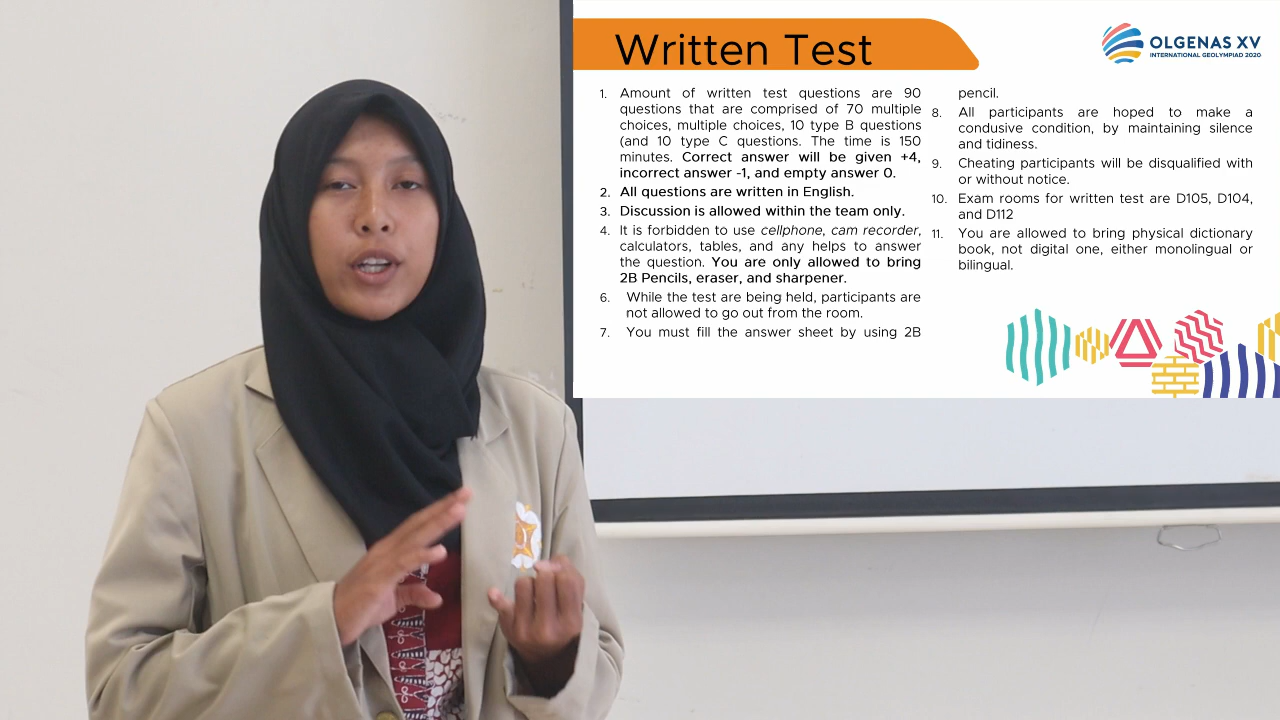 Written Test
OLGENAS XV
INTERNATIONAL GEOLYMPIAD 2020
1. Amount of written test questions are 90
questions that are comprised of 70 multiple
choices, multiple choices, 10 type B questions
(and 10 type C questions. The time is 150
minutes. Correct answer will be given +4,
incorrect answer -1, and empty answer 0.
2. All questions are written in English.
3. Discussion is allowed within the team only.
4. It is forbidden to use cellphone, cam recorder,
calculators, tables, and any helps to answer
the question. You are only allowed to bring
2B Pencils, eraser, and sharpener.
6. While the test are being held, participants are
not allowed to go out from the room.
7. You must fill the answer sheet by using 2B
pencil.
8. All participants are hoped to make a
condusive condition, by maintaining silence
and tidiness.
9. Cheating participants will be disqualified with
or without notice.
10. Exam rooms for written test are D105, D104,
and D112
11. You are allowed to bring physical dictionary
book, not digital one, either monolingual or
bilingual.